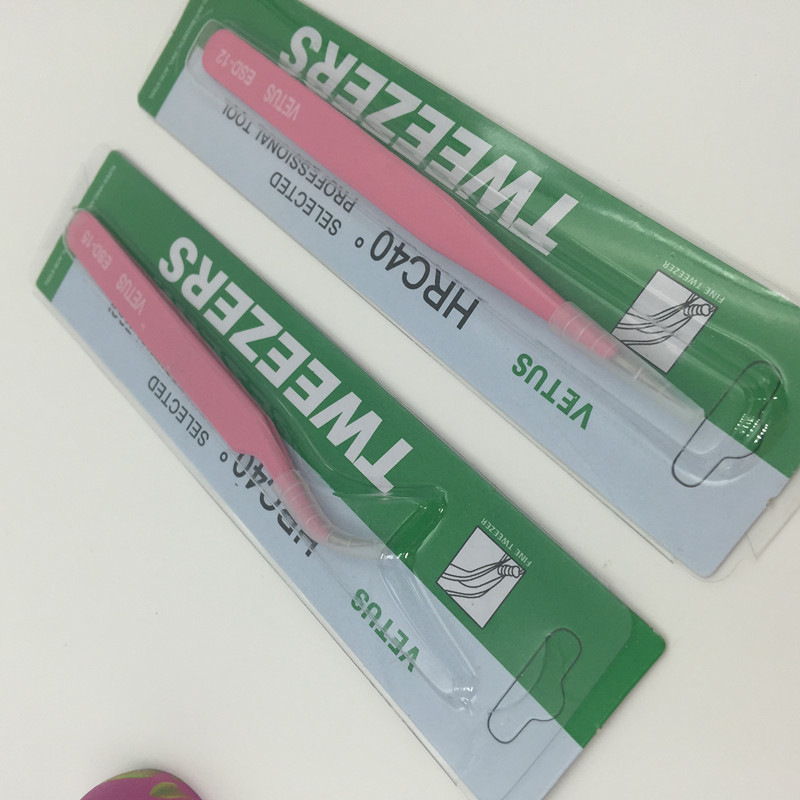 TWEEZERS
VETUS ESD-12
SELECTED
PROFESSIONAL TOOL
HRC40°
FINE TWEEZER
VETUS
TWEEZERS
VETUS ESD-15
SELECTED
HRC40°
FINE TWEEZER
VETUS